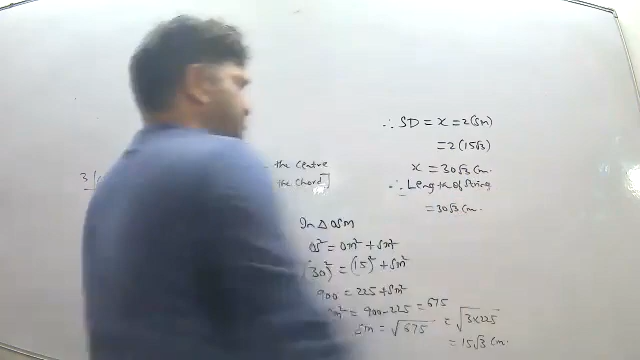 3
the centre
the chord]
In △ OSM
OS² = OM² + SM²
(30)² = (15)² + SM²
900 = 225 + SM²
m² = 900-225 = 675
SM = √675 = √3x225
= 15√3 cm.
∴ SD = x = 2(SM)
= 2(15√3)
x = 30√3 cm.
∴ Length of String
= 30√3 cm.